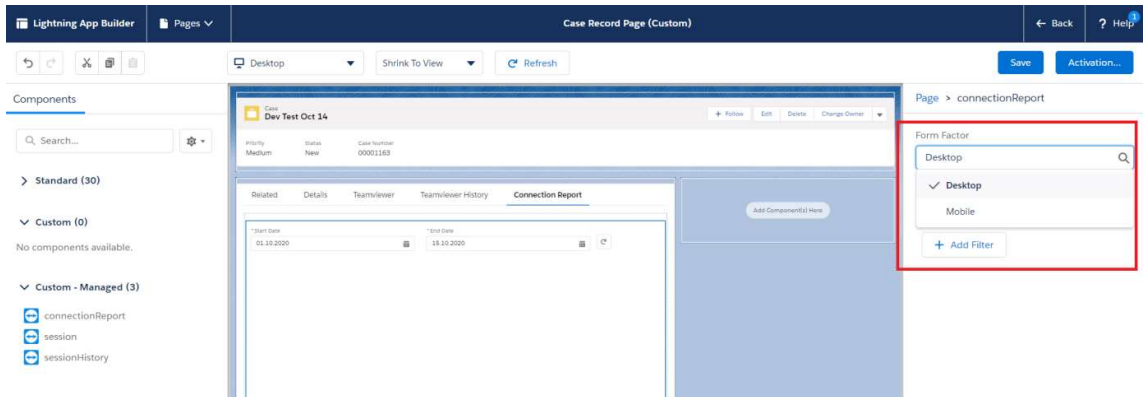 Lightning App Builder
Pages
Case Record Page (Custom)
Back
? Help
1
Desktop
Shrink To View
Refresh
Save
Activation...
Components
Search...
Standard (30)
Custom (0)
No components available.
Custom - Managed (3)
connectionReport
session
sessionHistory
Case
Dev Test Oct 14
+ Follow
Edit
Delete
Change Owner
Priority
Status
Case Number
Medium
New
00001163
Related
Details
Teamviewer
Teamviewer History
Connection Report
*Start Date
*End Date
01.10.2020
15.10.2020
Add Component(s) Here
Page > connectionReport
Form Factor
Desktop
Desktop
Mobile
+ Add Filter